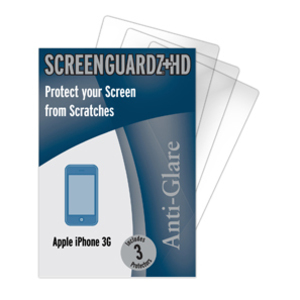 SCREENGUARDZ+HD
Protect your Screen
from Scratches
Anti-Glare
Apple iPhone 3G
Includes
3
Protectors